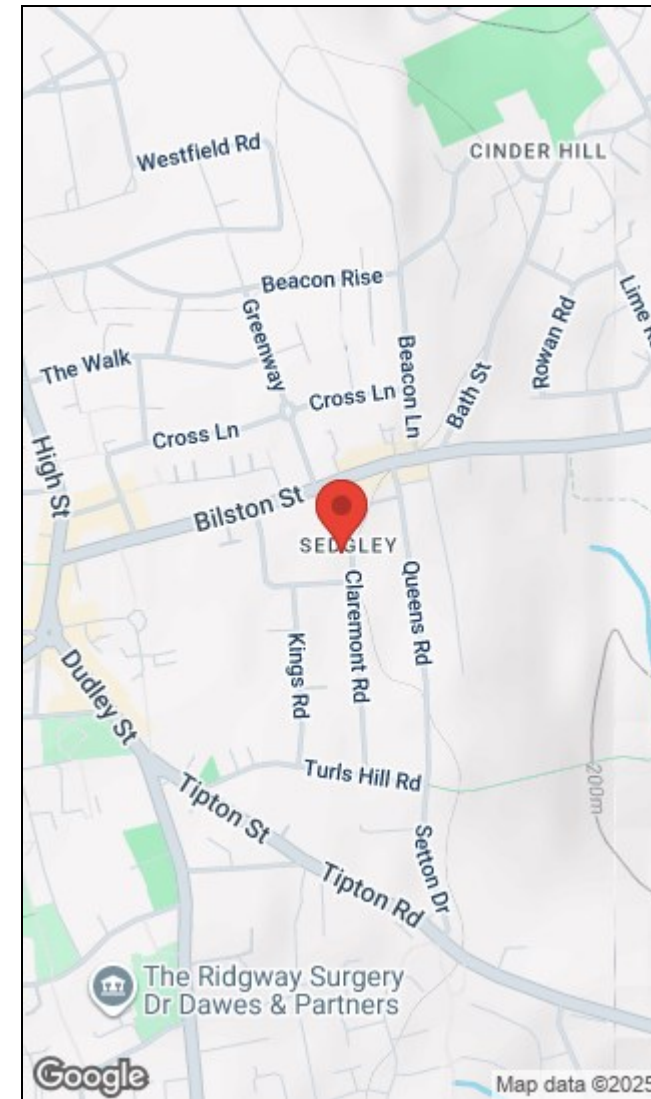 Westfield Rd
CINDER HILL
Beacon Rise
Greenway
Lime
Rowan Rd
Beacon Ln
Bath St
The Walk
Cross Ln
Cross Ln
High St
Bilston St
SEDGLEY
Claremont Rd
Queens Rd
Kings Rd
Dudley St
Turls Hill Rd
200m
Tipton St
Setton Dr
Tipton Rd
The Ridgway Surgery
Dr Dawes & Partners
Google
Map data ©2025